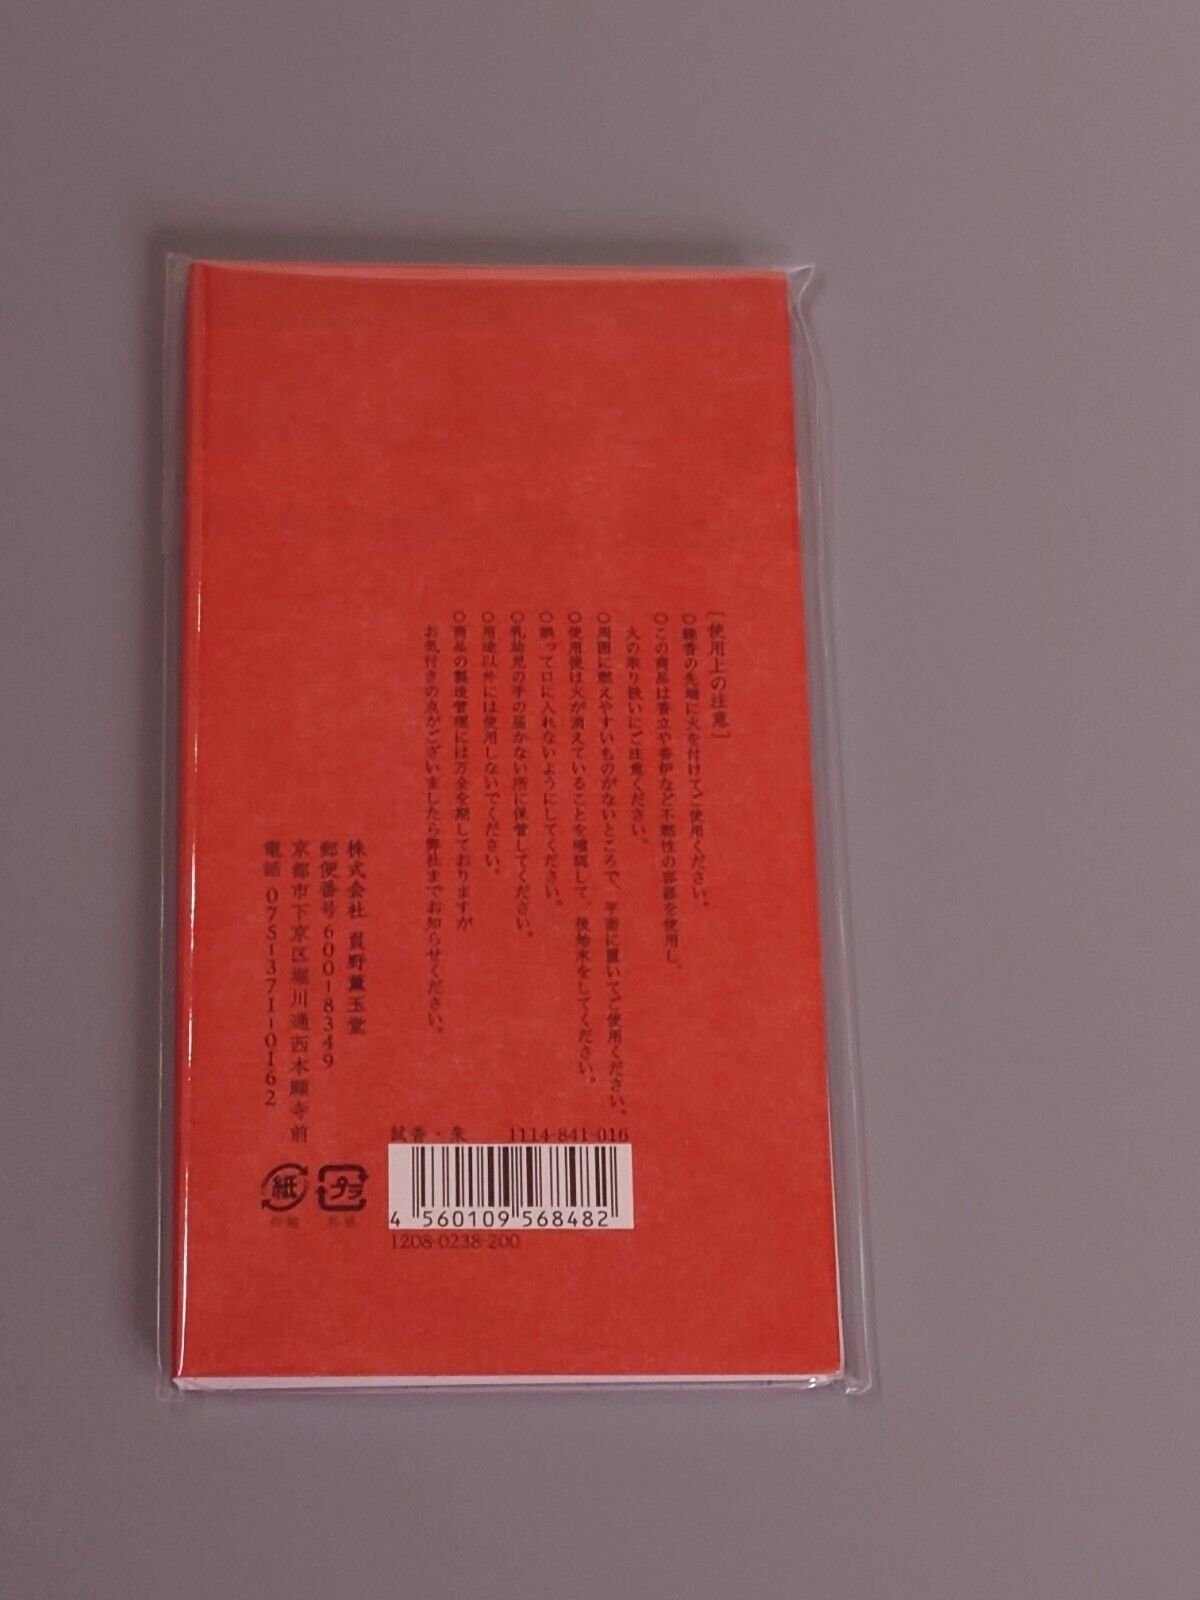 [使用上の注意]
○線香の先端に火を付けてご使用ください。
○この商品は香立や香炉など不燃性の容器を使用し、
火の取り扱いにご注意ください。
○周囲に燃えやすいものがないところで、平面に置いてご使用ください。
○使用後は火が消えていることを確認して、後始末をしてください。
○誤って口に入れないようにしてください。
○乳幼児の手の届かない所に保管してください。
○用途以外には使用しないでください。
○商品の製造管理には万全を期しておりますが
お気付きの点がございましたら弊社までお知らせください。
株式会社 負野薫玉堂
郵便番号600-8349
京都市下京区堀川通西本願寺前
電話 075-371-0162
試香・朱 1114-841-016
4 560109 568482
1208-0238-200
紙
プラ
外装